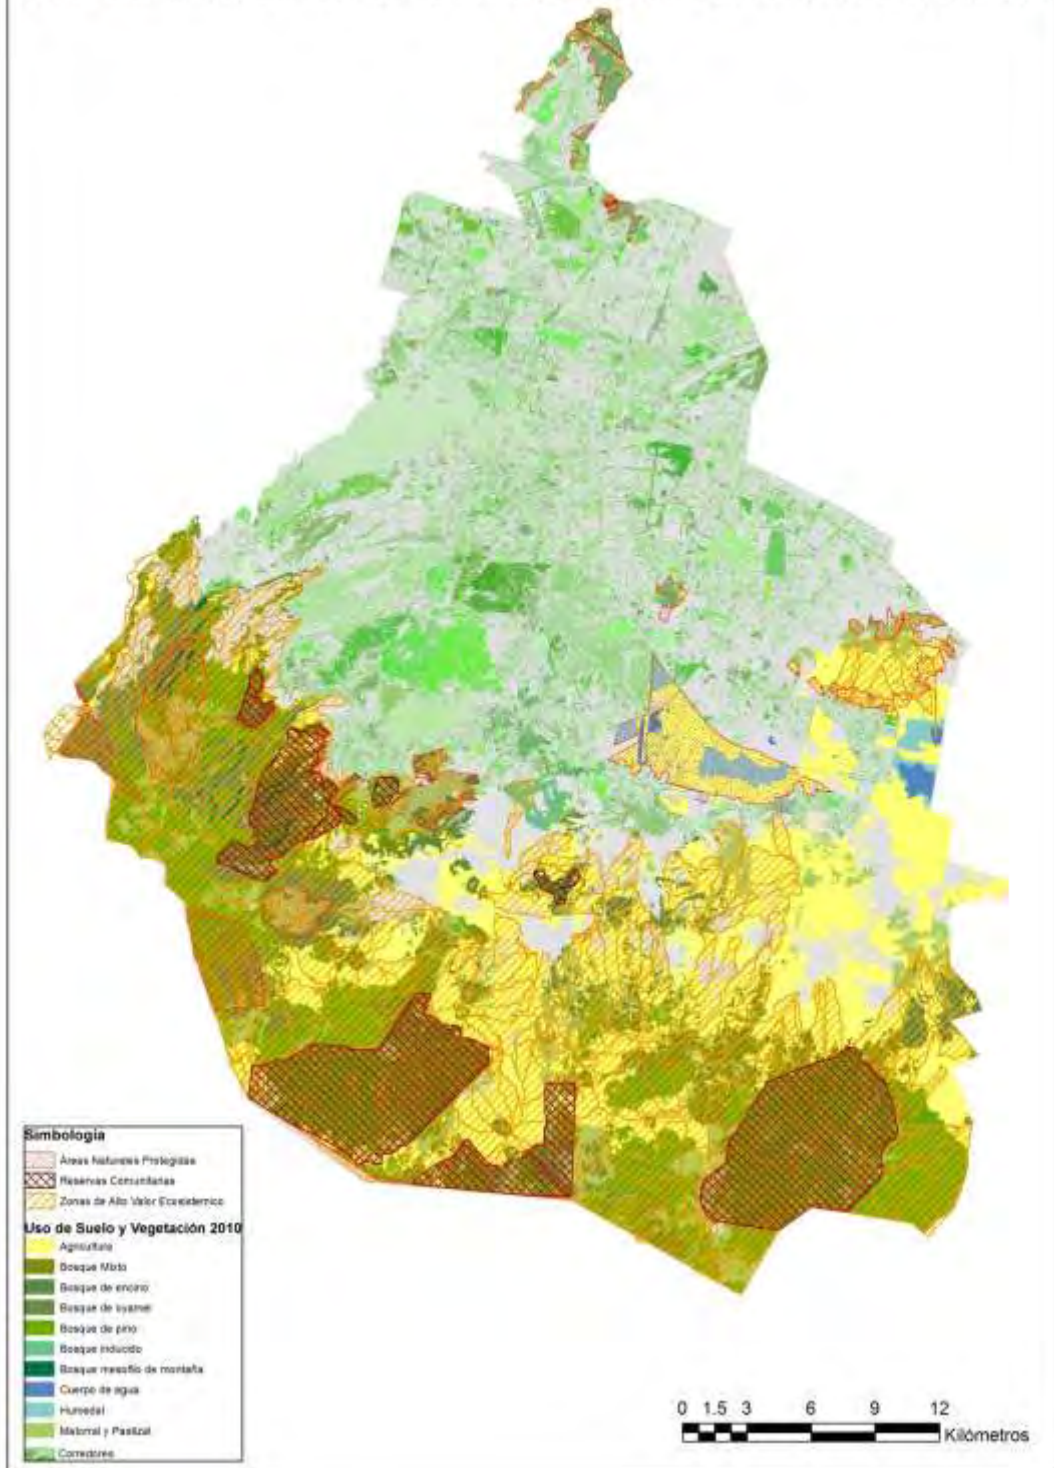 Simbología
Áreas Naturales Protegidas
Reservas Comunitarias
Zonas de Alto Valor Ecosistemico
Uso de Suelo y Vegetación 2010
Agricultura
Bosque Mixto
Bosque de encino
Bosque de oyamel
Bosque de pino
Bosque inducido
Bosque mesofilo de montaña
Cuerpo de agua
Humedal
Matorral y Pastizal
Corredores
0 1.5 3 6 9 12
Kilómetros